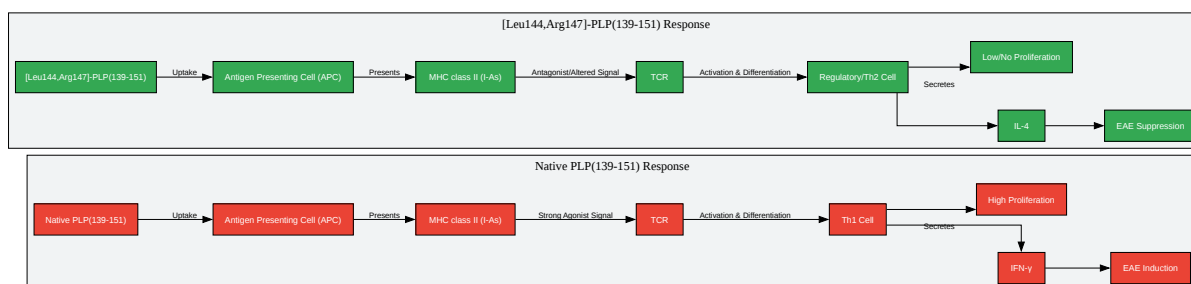 [Leu144,Arg147]-PLP(139-151) Response
[Leu144,Arg147]-PLP(139-151)
Uptake
Antigen Presenting Cell (APC)
Presents
MHC class II (I-As)
Antagonist/Altered Signal
TCR
Activation & Differentiation
Regulatory/Th2 Cell
Secretes
Low/No Proliferation
IL-4
EAE Suppression
Native PLP(139-151) Response
Native PLP(139-151)
Uptake
Antigen Presenting Cell (APC)
Presents
MHC class II (I-As)
Strong Agonist Signal
TCR
Activation & Differentiation
Th1 Cell
Secretes
High Proliferation
IFN-γ
EAE Induction